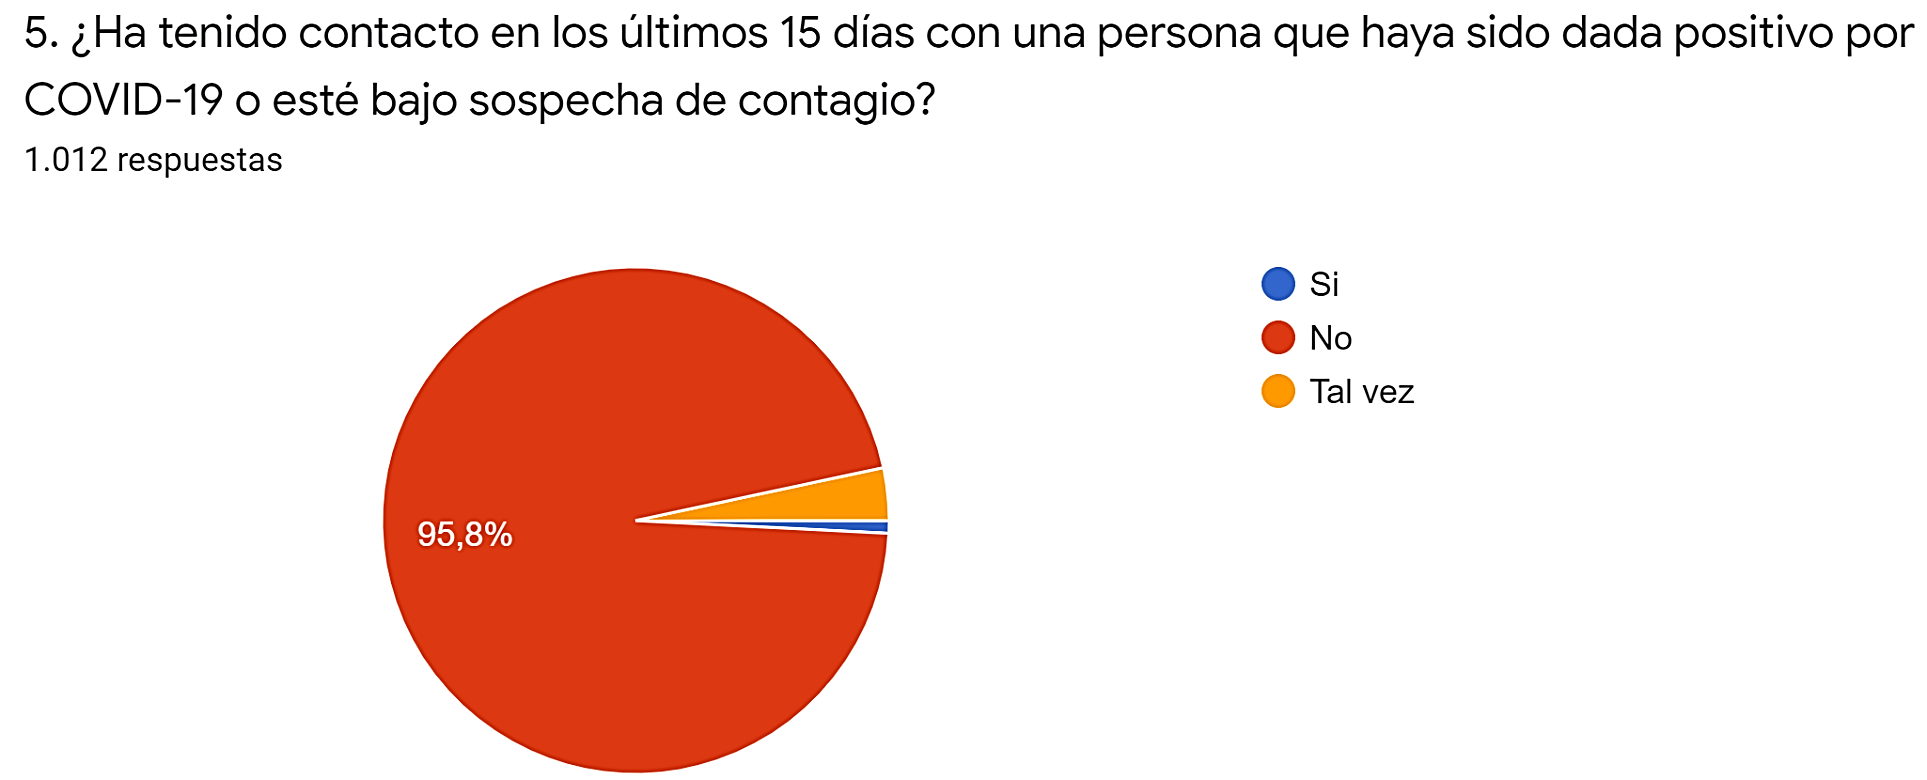 5. ¿Ha tenido contacto en los últimos 15 días con una persona que haya sido dada positivo por
COVID-19 o esté bajo sospecha de contagio?
1.012 respuestas
Si
No
Tal vez
95,8%